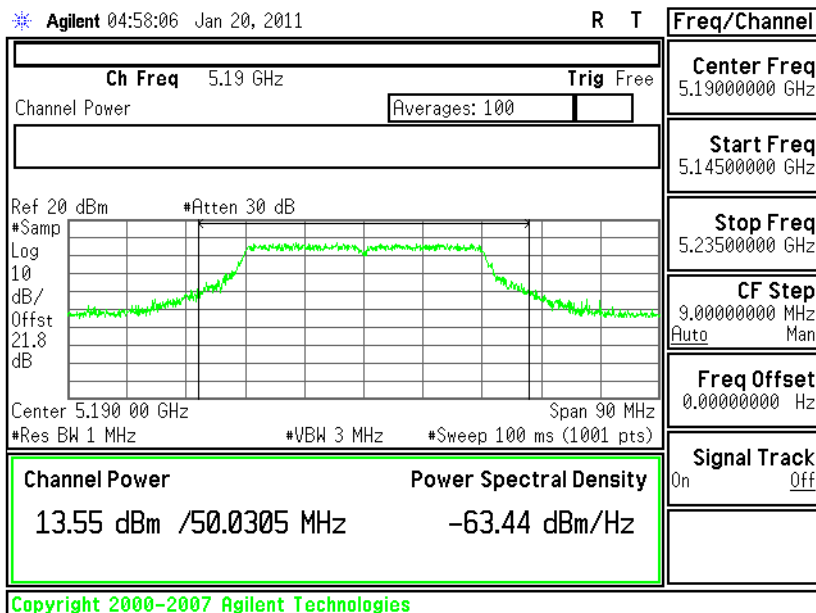 Agilent 04:58:06 Jan 20, 2011 R T
Freq/Channel
Ch Freq 5.19 GHz Trig Free
Channel Power Averages: 100
Ref 20 dBm #Atten 30 dB
#Samp
Log
10
dB/
Offst
21.8
dB
Center 5.190 00 GHz Span 90 MHz
#Res BW 1 MHz #VBW 3 MHz #Sweep 100 ms (1001 pts)
Channel Power Power Spectral Density
13.55 dBm /50.0305 MHz -63.44 dBm/Hz
Center Freq
5.19000000 GHz
Start Freq
5.14500000 GHz
Stop Freq
5.23500000 GHz
CF Step
9.00000000 MHz
Auto Man
Freq Offset
0.00000000 Hz
Signal Track
On Off
Copyright 2000-2007 Agilent Technologies